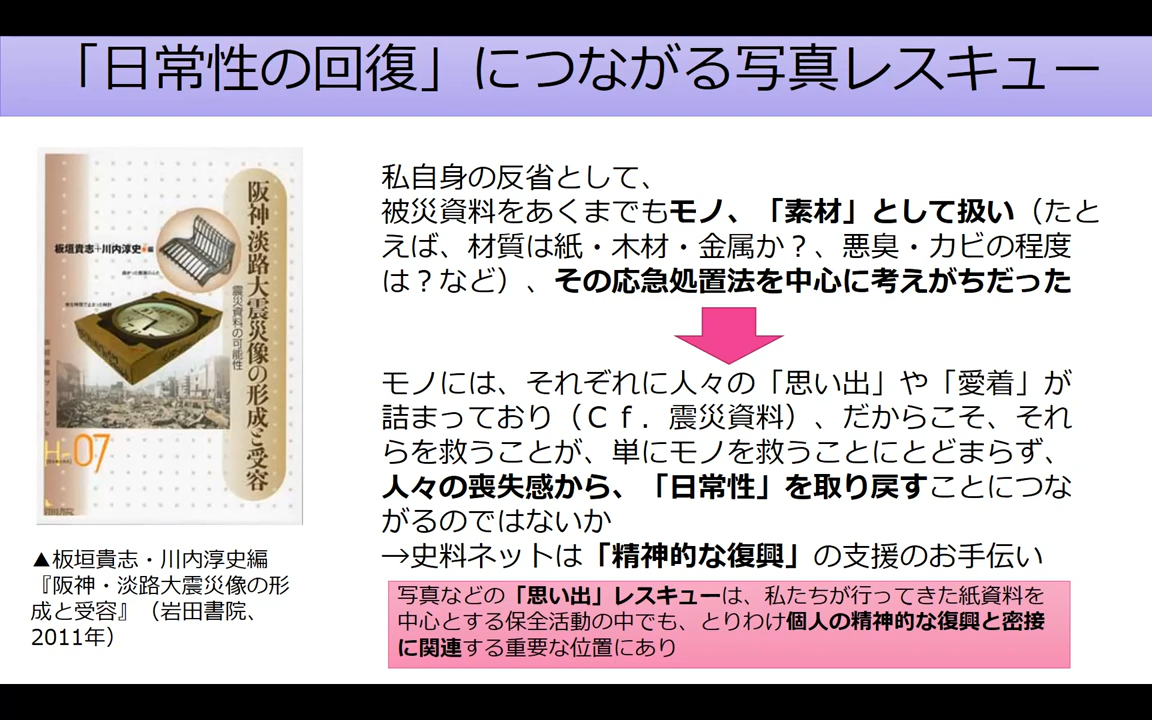 「日常性の回復」につながる写真レスキュー
阪神・淡路大震災像の形成と受容
震災資料の可能性
板垣貴志+川内淳史●編
H-07
▲板垣貴志・川内淳史編
『阪神・淡路大震災像の形
成と受容』（岩田書院、
2011年）
私自身の反省として、
被災資料をあくまでもモノ、「素材」として扱い（たと
えば、材質は紙・木材・金属か？、悪臭・カビの程度
は？など）、その応急処置法を中心に考えがちだった
モノには、それぞれに人々の「思い出」や「愛着」が
詰まっており（Ｃｆ．震災資料）、だからこそ、それ
らを救うことが、単にモノを救うことにとどまらず、
人々の喪失感から、「日常性」を取り戻すことにつな
がるのではないか
→史料ネットは「精神的な復興」の支援のお手伝い
写真などの「思い出」レスキューは、私たちが行ってきた紙資料を
中心とする保全活動の中でも、とりわけ個人の精神的な復興と密接
に関連する重要な位置にあり